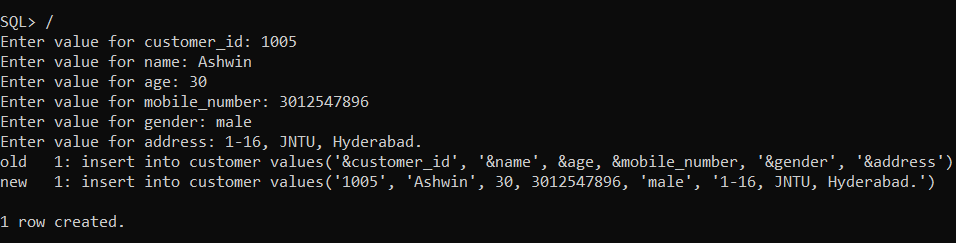 SQL> /
Enter value for customer_id: 1005
Enter value for name: Ashwin
Enter value for age: 30
Enter value for mobile_number: 3012547896
Enter value for gender: male
Enter value for address: 1-16, JNTU, Hyderabad.
old   1: insert into customer values('&customer_id', '&name', &age, &mobile_number, '&gender', '&address')
new   1: insert into customer values('1005', 'Ashwin', 30, 3012547896, 'male', '1-16, JNTU, Hyderabad.')
1 row created.